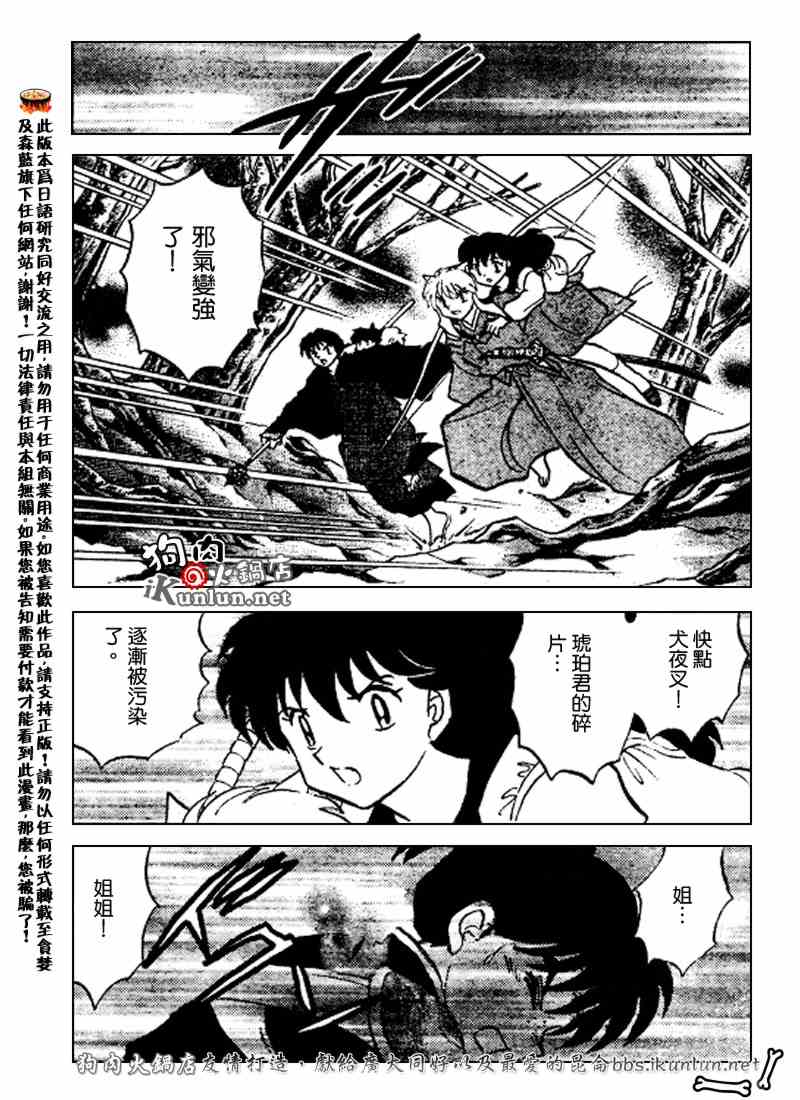 邪氣變強
了！
快點
犬夜叉！
琥珀君的碎
片…
逐漸被污染
了。
姐…
姐姐！
此版本爲日語研究同好交流之用，請勿用于任何商業用途。如您喜歡此作品，請支持正版！請勿以任何形式轉載至貪婪
及森藍旗下任何網站，謝謝！一切法律責任與本組無關。如果您被告知需要付款才能看到此漫畫，那麼，您被騙了！
狗肉
火鍋店
iKunlun.net
狗肉火鍋店友情打造，獻給廣大同好以及最愛的昆侖bbs.ikunlun.net